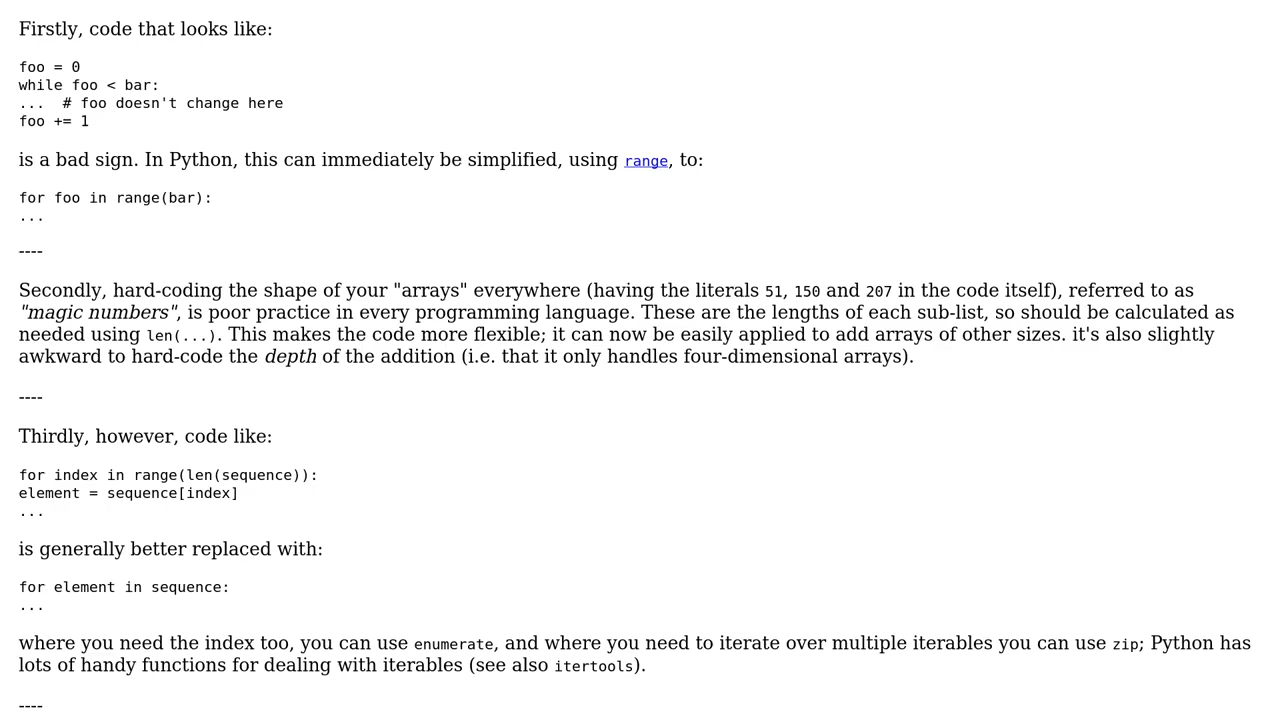 Firstly, code that looks like:
foo = 0
while foo < bar:
...  # foo doesn't change here
foo += 1
is a bad sign. In Python, this can immediately be simplified, using range, to:
for foo in range(bar):
...
----
Secondly, hard-coding the shape of your "arrays" everywhere (having the literals 51, 150 and 207 in the code itself), referred to as
"magic numbers", is poor practice in every programming language. These are the lengths of each sub-list, so should be calculated as
needed using len(...). This makes the code more flexible; it can now be easily applied to add arrays of other sizes. it's also slightly
awkward to hard-code the depth of the addition (i.e. that it only handles four-dimensional arrays).
----
Thirdly, however, code like:
for index in range(len(sequence)):
element = sequence[index]
...
is generally better replaced with:
for element in sequence:
...
where you need the index too, you can use enumerate, and where you need to iterate over multiple iterables you can use zip; Python has
lots of handy functions for dealing with iterables (see also itertools).
----